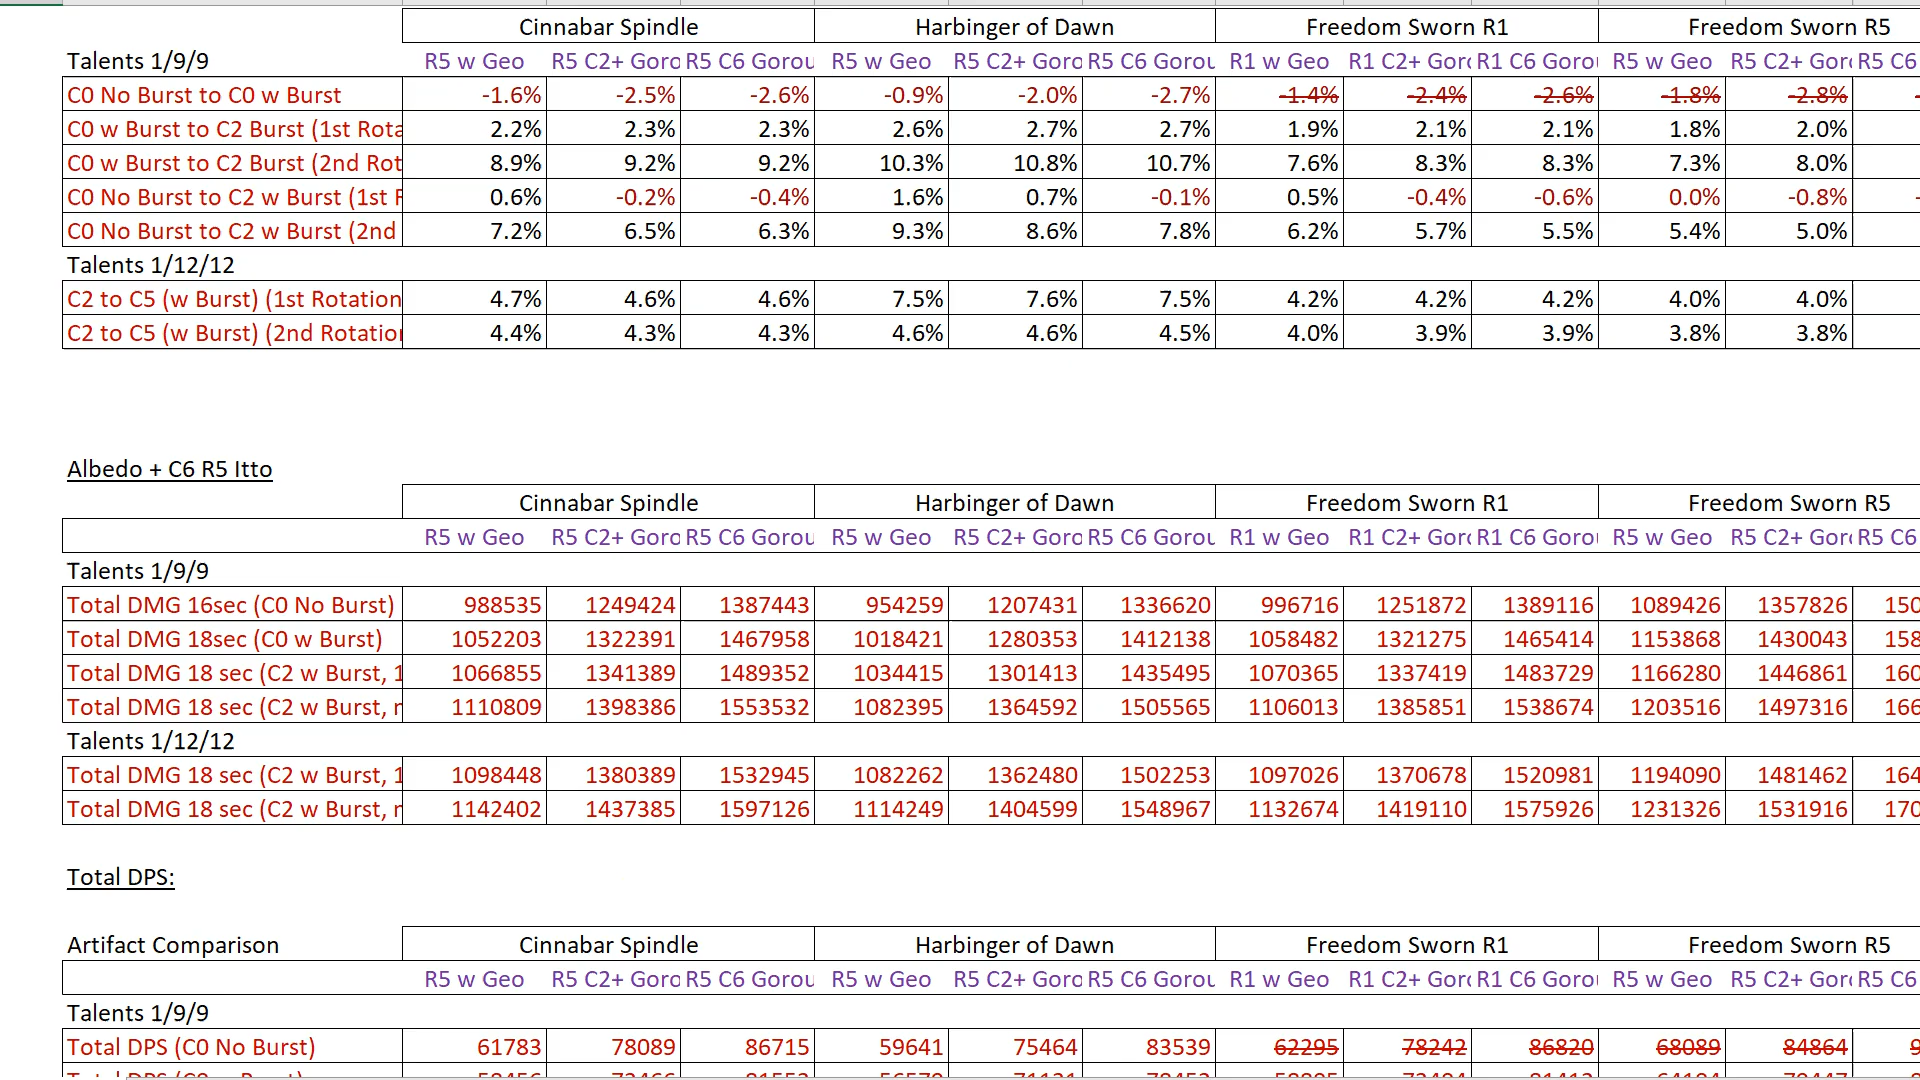 Cinnabar Spindle Harbinger of Dawn Freedom Sworn R1 Freedom Sworn R5
Talents 1/9/9 R5 w Geo R5 C2+ Goro R5 C6 Gorou R5 w Geo R5 C2+ Goro R5 C6 Gorou R1 w Geo R1 C2+ Goro R1 C6 Gorou R5 w Geo R5 C2+ Goro R5 C6
C0 No Burst to C0 w Burst -1.6% -2.5% -2.6% -0.9% -2.0% -2.7% -1.4% -2.4% -2.6% -1.8% -2.8% -
C0 w Burst to C2 Burst (1st Rota 2.2% 2.3% 2.3% 2.6% 2.7% 2.7% 1.9% 2.1% 2.1% 1.8% 2.0%
C0 w Burst to C2 Burst (2nd Rot 8.9% 9.2% 9.2% 10.3% 10.8% 10.7% 7.6% 8.3% 8.3% 7.3% 8.0%
C0 No Burst to C2 w Burst (1st R 0.6% -0.2% -0.4% 1.6% 0.7% -0.1% 0.5% -0.4% -0.6% 0.0% -0.8% -
C0 No Burst to C2 w Burst (2nd 7.2% 6.5% 6.3% 9.3% 8.6% 7.8% 6.2% 5.7% 5.5% 5.4% 5.0%
Talents 1/12/12
C2 to C5 (w Burst) (1st Rotation 4.7% 4.6% 4.6% 7.5% 7.6% 7.5% 4.2% 4.2% 4.2% 4.0% 4.0%
C2 to C5 (w Burst) (2nd Rotation 4.4% 4.3% 4.3% 4.6% 4.6% 4.5% 4.0% 3.9% 3.9% 3.8% 3.8%
Albedo + C6 R5 Itto
Cinnabar Spindle Harbinger of Dawn Freedom Sworn R1 Freedom Sworn R5
R5 w Geo R5 C2+ Goro R5 C6 Gorou R5 w Geo R5 C2+ Goro R5 C6 Gorou R1 w Geo R1 C2+ Goro R1 C6 Gorou R5 w Geo R5 C2+ Goro R5 C6
Talents 1/9/9
Total DMG 16sec (C0 No Burst) 988535 1249424 1387443 954259 1207431 1336620 996716 1251872 1389116 1089426 1357826 150
Total DMG 18sec (C0 w Burst) 1052203 1322391 1467958 1018421 1280353 1412138 1058482 1321275 1465414 1153868 1430043 158
Total DMG 18 sec (C2 w Burst, 1 1066855 1341389 1489352 1034415 1301413 1435495 1070365 1337419 1483729 1166280 1446861 160
Total DMG 18 sec (C2 w Burst, r 1110809 1398386 1553532 1082395 1364592 1505565 1106013 1385851 1538674 1203516 1497316 166
Talents 1/12/12
Total DMG 18 sec (C2 w Burst, 1 1098448 1380389 1532945 1082262 1362480 1502253 1097026 1370678 1520981 1194090 1481462 164
Total DMG 18 sec (C2 w Burst, r 1142402 1437385 1597126 1114249 1404599 1548967 1132674 1419110 1575926 1231326 1531916 170
Total DPS:
Artifact Comparison Cinnabar Spindle Harbinger of Dawn Freedom Sworn R1 Freedom Sworn R5
R5 w Geo R5 C2+ Goro R5 C6 Gorou R5 w Geo R5 C2+ Goro R5 C6 Gorou R1 w Geo R1 C2+ Goro R1 C6 Gorou R5 w Geo R5 C2+ Goro R5 C6
Talents 1/9/9
Total DPS (C0 No Burst) 61783 78089 86715 59641 75464 83539 62295 78242 86820 68089 84864 9